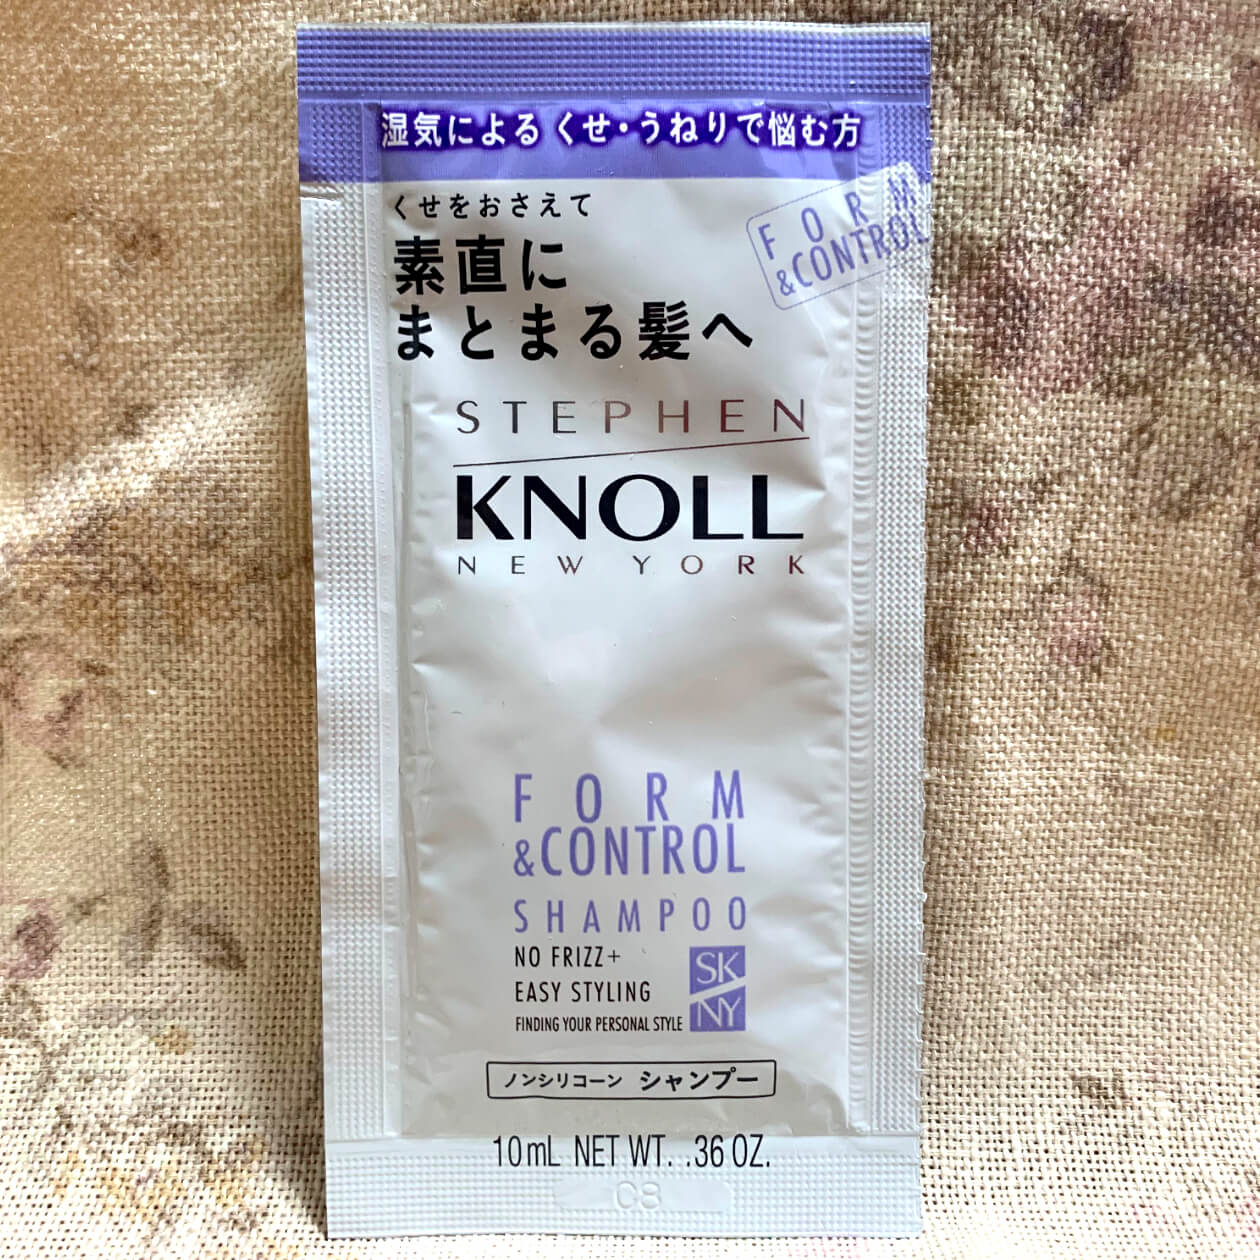 湿気による くせ・うねりで悩む方
くせをおさえて
素直に
まとまる髪へ
FORM
&CONTROL
STEPHEN
KNOLL
NEW YORK
FORM
&CONTROL
SHAMPOO
NO FRIZZ+
EASY STYLING
FINDING YOUR PERSONAL STYLE
SK
NY
ノンシリコーン シャンプー
10mL NET WT. .36 OZ.
C8